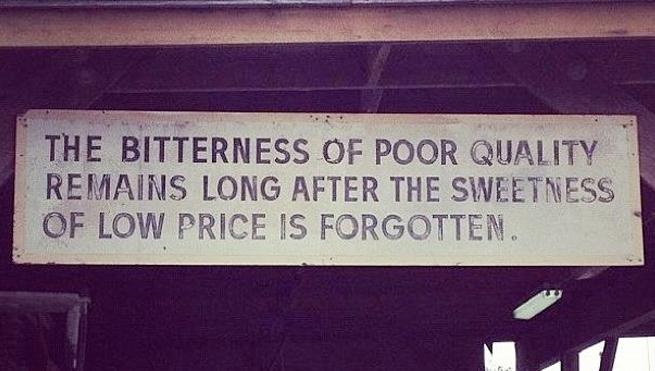 THE BITTERNESS OF POOR QUALITY
REMAINS LONG AFTER THE SWEETNESS
OF LOW PRICE IS FORGOTTEN.